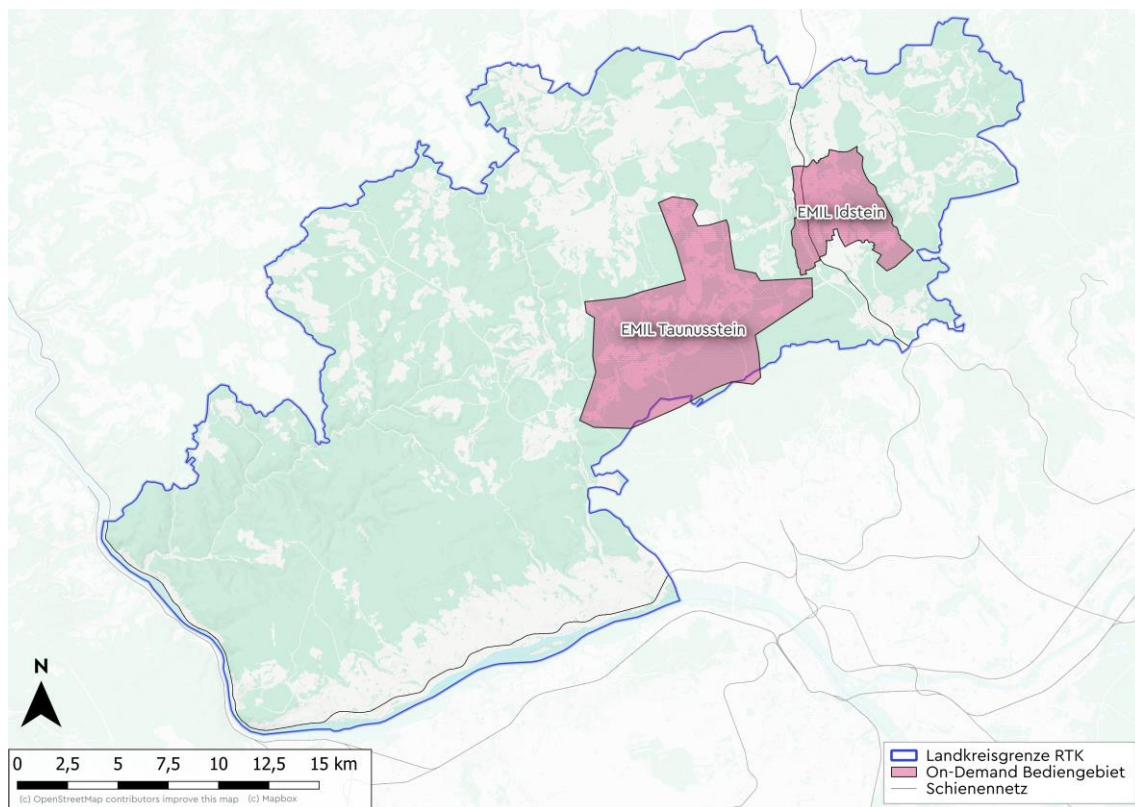 EMIL Idstein
EMIL Taunusstein
N
0 2,5 5 7,5 10 12,5 15 km
(c) OpenStreetMap contributors improve this map (c) Mapbox
Landkreisgrenze RTK
On-Demand Bediengebiet
Schienennetz